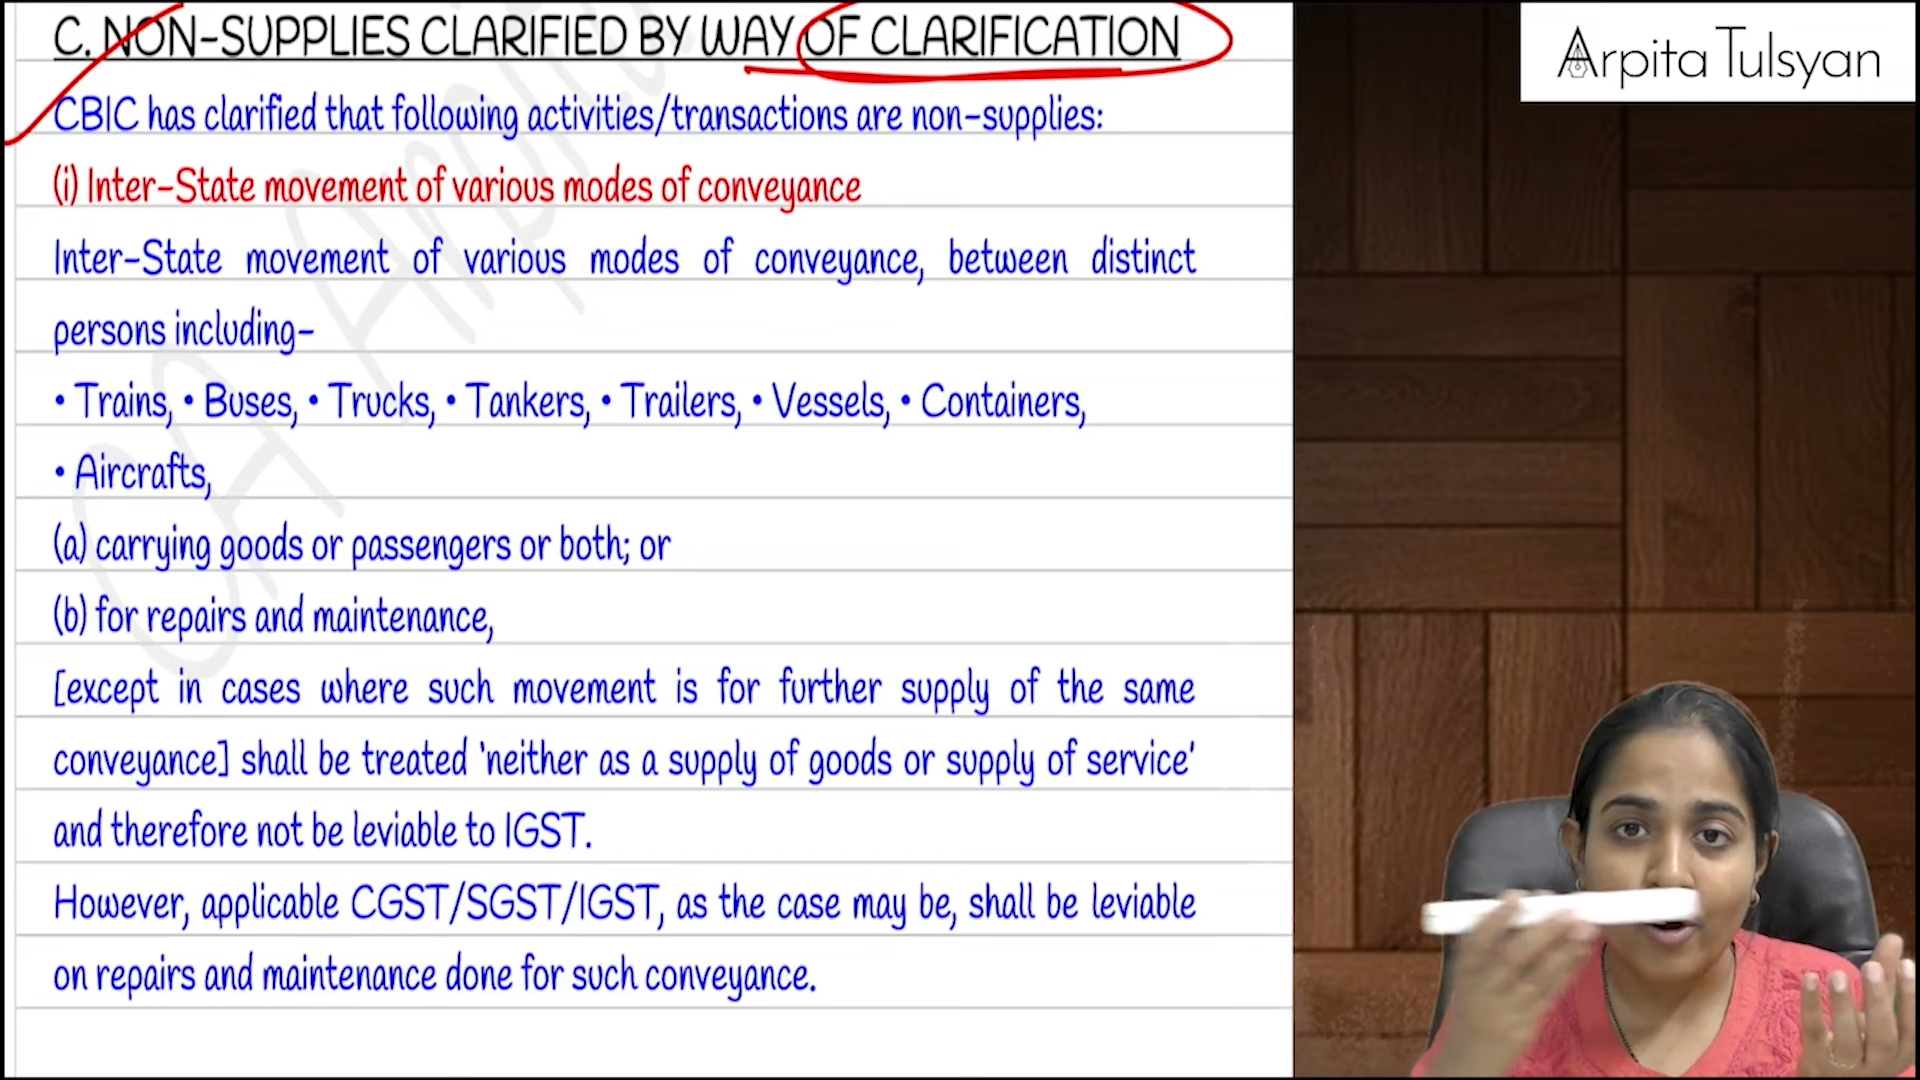 C. NON-SUPPLIES CLARIFIED BY WAY OF CLARIFICATION
Arpita Tulsyan
CBIC has clarified that following activities/transactions are non-supplies:
(i) Inter-State movement of various modes of conveyance
Inter-State movement of various modes of conveyance, between distinct
persons including-
• Trains, • Buses, • Trucks, • Tankers, • Trailers, • Vessels, • Containers,
• Aircrafts,
(a) carrying goods or passengers or both; or
(b) for repairs and maintenance,
[except in cases where such movement is for further supply of the same
conveyance] shall be treated ‘neither as a supply of goods or supply of service’
and therefore not be leviable to IGST.
However, applicable CGST/SGST/IGST, as the case may be, shall be leviable
on repairs and maintenance done for such conveyance.